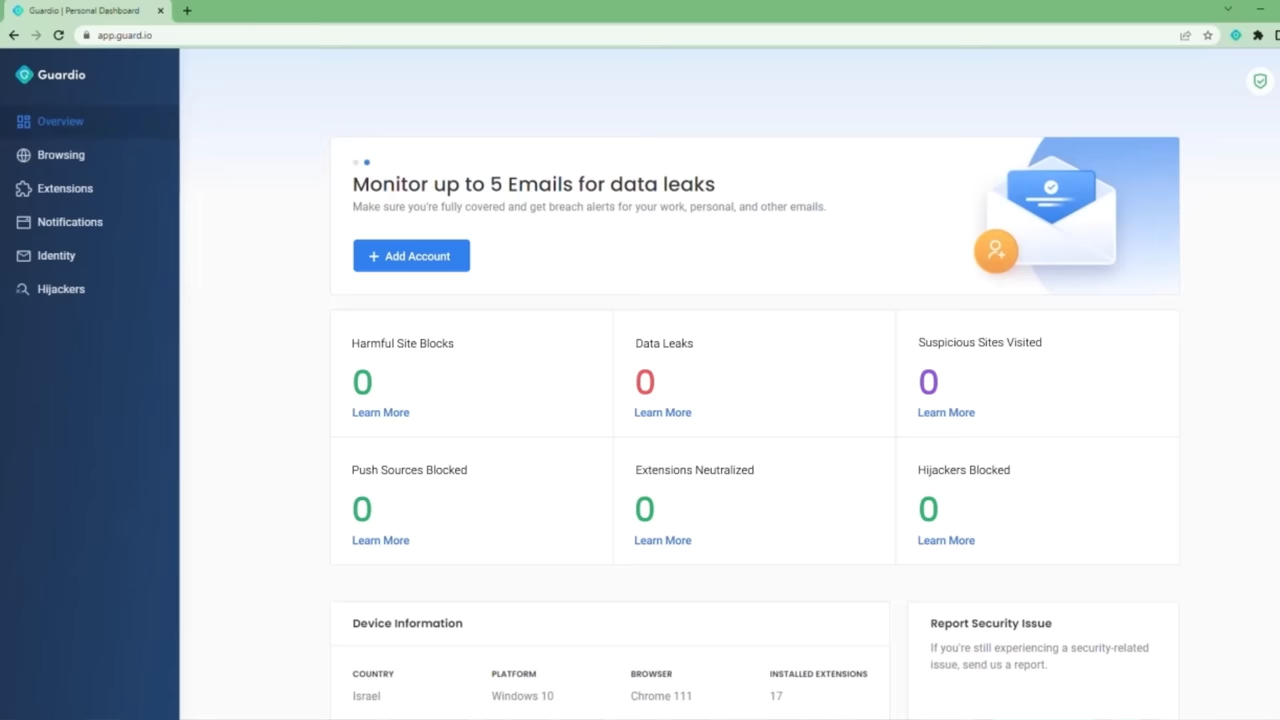 Guardio | Personal Dashboard
app.guard.io
Guardio
Overview
Browsing
Extensions
Notifications
Identity
Hijackers
Monitor up to 5 Emails for data leaks
Make sure you're fully covered and get breach alerts for your work, personal, and other emails.
+ Add Account
Harmful Site Blocks
0
Learn More
Data Leaks
0
Learn More
Suspicious Sites Visited
0
Learn More
Push Sources Blocked
0
Learn More
Extensions Neutralized
0
Learn More
Hijackers Blocked
0
Learn More
Device Information
COUNTRY
Israel
PLATFORM
Windows 10
BROWSER
Chrome 111
INSTALLED EXTENSIONS
17
Report Security Issue
If you're still experiencing a security-related
issue, send us a report.